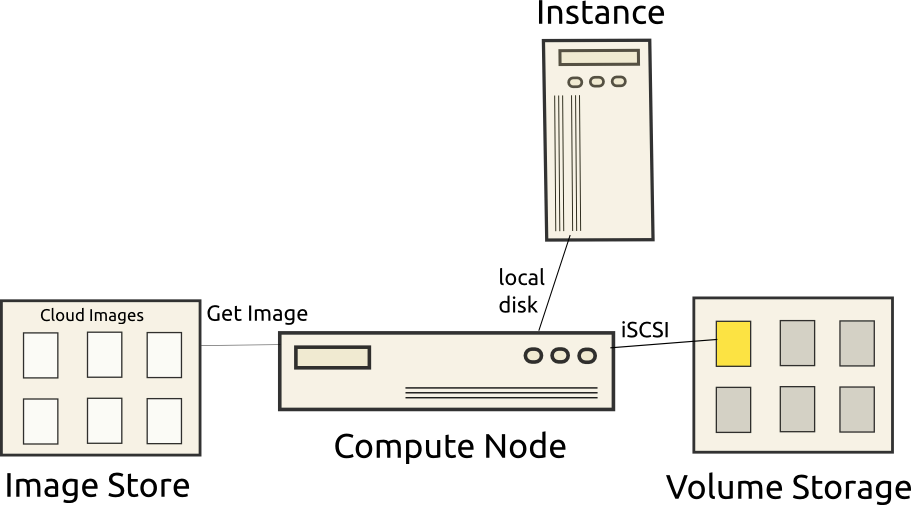 Instance
local
disk
Cloud Images
Get Image
iSCSI
Compute Node
Image Store
Volume Storage